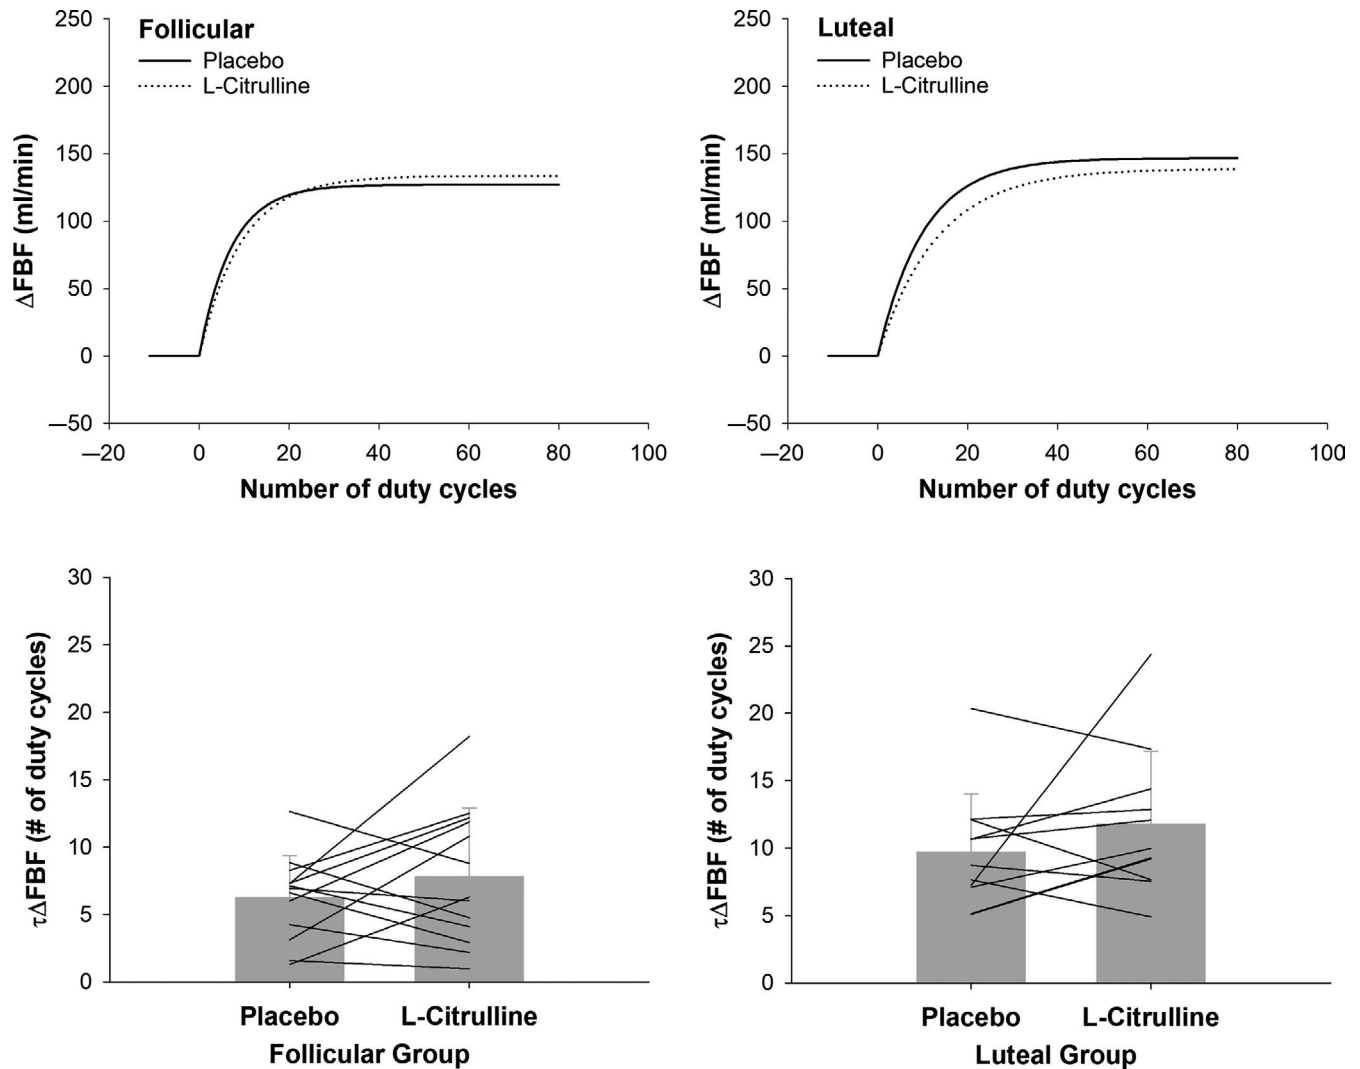 Follicular
Placebo
L-Citrulline
250
200
150
100
50
0
—50
ΔFBF (ml/min)
—20 0 20 40 60 80 100
Number of duty cycles
Luteal
Placebo
L-Citrulline
250
200
150
100
50
0
—50
ΔFBF (ml/min)
—20 0 20 40 60 80 100
Number of duty cycles
30
25
20
15
10
5
0
τΔFBF (# of duty cycles)
Placebo L-Citrulline
Follicular Group
30
25
20
15
10
5
0
τΔFBF (# of duty cycles)
Placebo L-Citrulline
Luteal Group